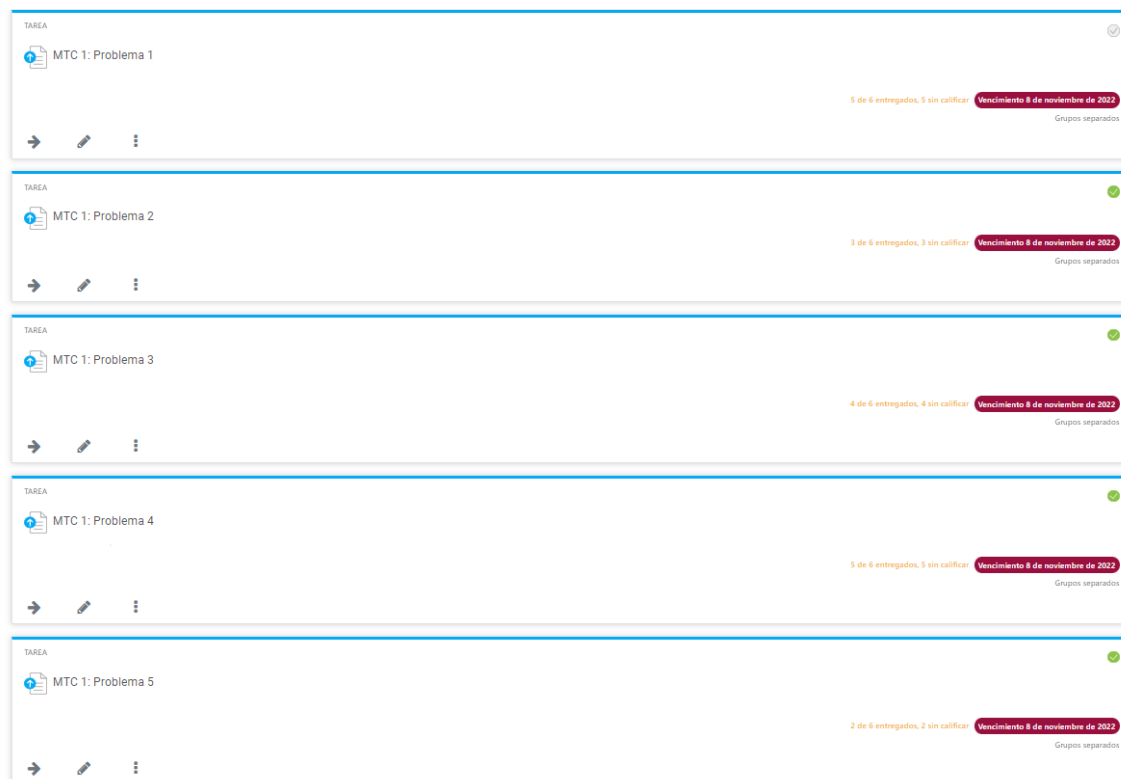 TAREA
MTC 1: Problema 1
5 de 6 entregados, 5 sin calificar Vencimiento 8 de noviembre de 2022
Grupos separados
TAREA
MTC 1: Problema 2
3 de 6 entregados, 3 sin calificar Vencimiento 8 de noviembre de 2022
Grupos separados
TAREA
MTC 1: Problema 3
4 de 6 entregados, 4 sin calificar Vencimiento 8 de noviembre de 2022
Grupos separados
TAREA
MTC 1: Problema 4
5 de 6 entregados, 5 sin calificar Vencimiento 8 de noviembre de 2022
Grupos separados
TAREA
MTC 1: Problema 5
2 de 6 entregados, 2 sin calificar Vencimiento 8 de noviembre de 2022
Grupos separados